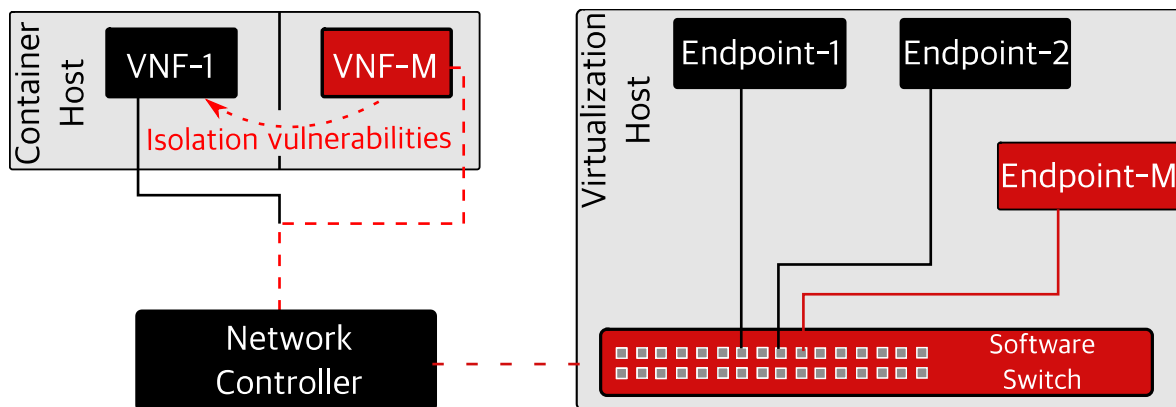 Container
Host
VNF-1
VNF-M
Isolation vulnerabilities
Network
Controller
Virtualization
Host
Endpoint-1
Endpoint-2
Endpoint-M
Software
Switch